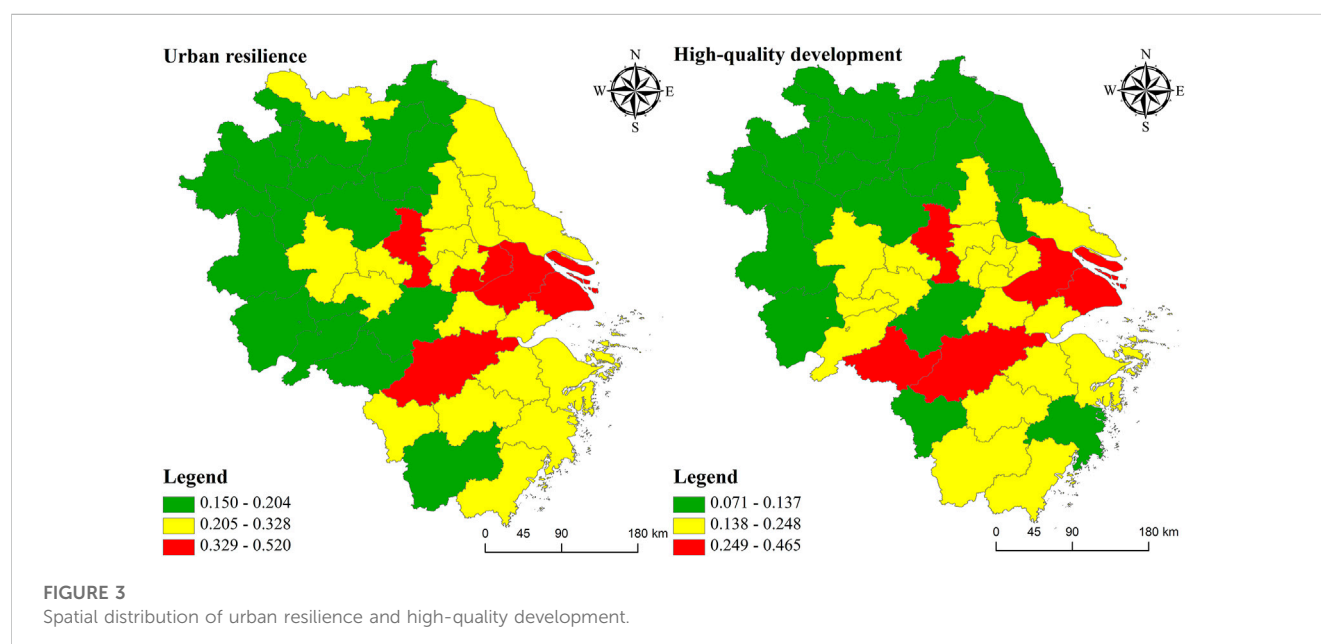 Urban resilience
N
W E
S
Legend
0.150 - 0.204
0.205 - 0.328
0.329 - 0.520
0 45 90 180 km
High-quality development
N
W E
S
Legend
0.071 - 0.137
0.138 - 0.248
0.249 - 0.465
0 45 90 180 km
FIGURE 3
Spatial distribution of urban resilience and high-quality development.